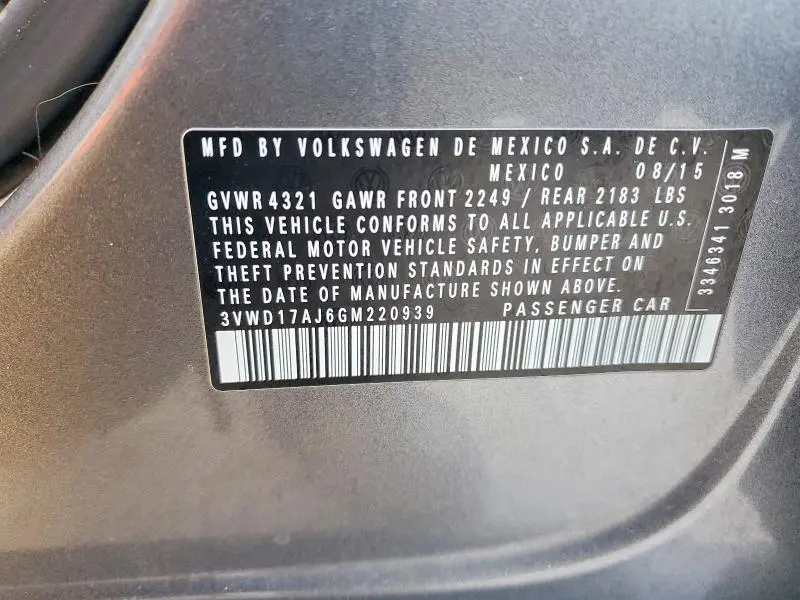 MFD BY VOLKSWAGEN DE MEXICO S.A. DE C.V.
MEXICO 08/15
GVWR 4321 GAWR FRONT 2249 / REAR 2183 LBS
THIS VEHICLE CONFORMS TO ALL APPLICABLE U.S.
FEDERAL MOTOR VEHICLE SAFETY, BUMPER AND
THEFT PREVENTION STANDARDS IN EFFECT ON
THE DATE OF MANUFACTURE SHOWN ABOVE.
3VWD17AJ6GM220939 PASSENGER CAR
3346341 3018 M